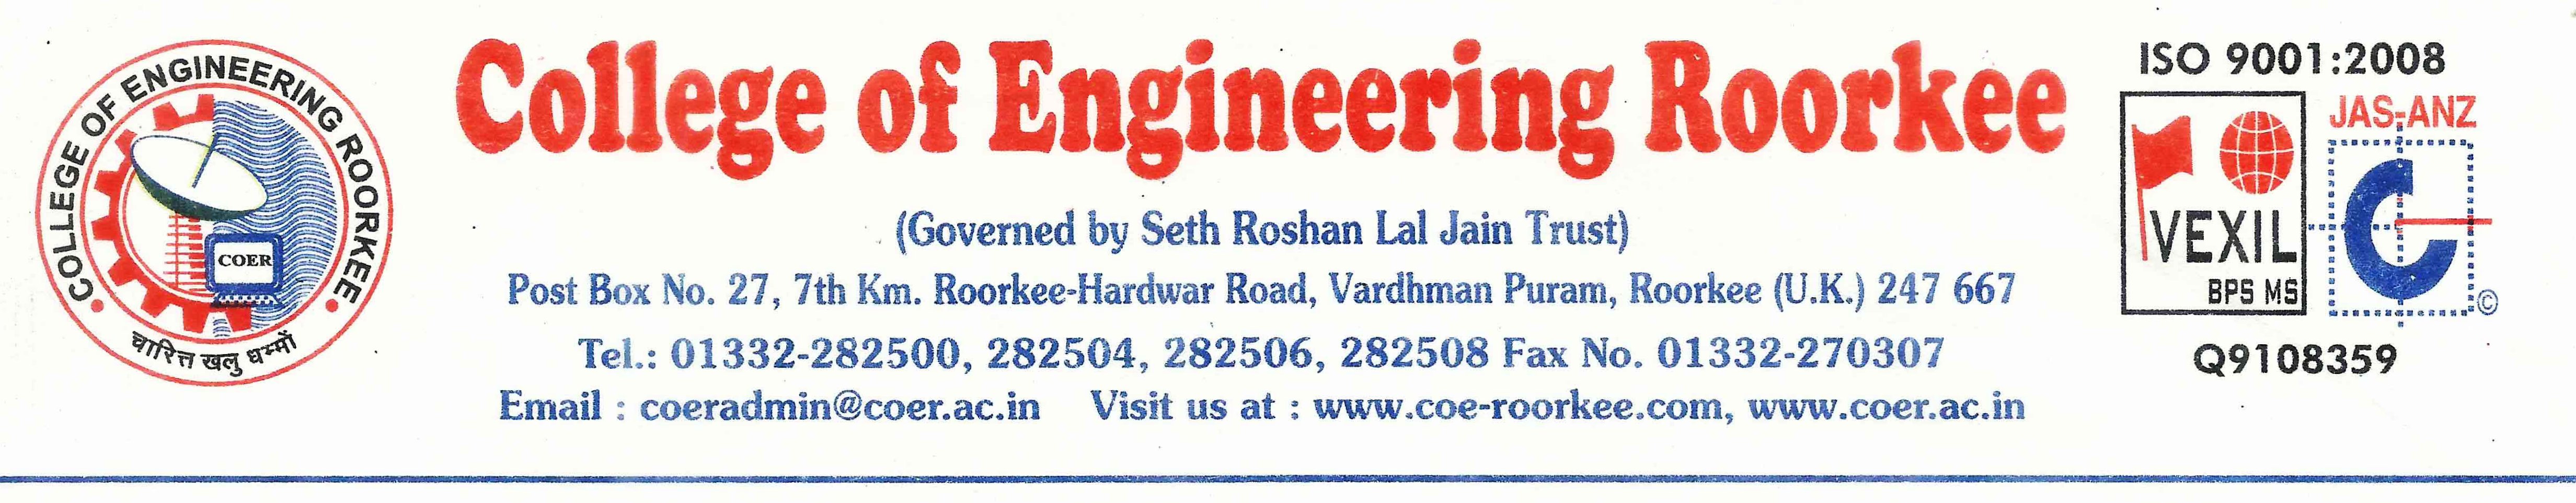 COLLEGE OF ENGINEERING ROORKEE
COER
चारित्त खलु धम्मों
College of Engineering Roorkee
(Governed by Seth Roshan Lal Jain Trust)
Post Box No. 27, 7th Km. Roorkee-Hardwar Road, Vardhman Puram, Roorkee (U.K.) 247 667
Tel.: 01332-282500, 282504, 282506, 282508 Fax No. 01332-270307
Email : coeradmin@coer.ac.in Visit us at : www.coe-roorkee.com, www.coer.ac.in
ISO 9001:2008
JAS-ANZ
VEXIL
BPS MS
©
Q9108359